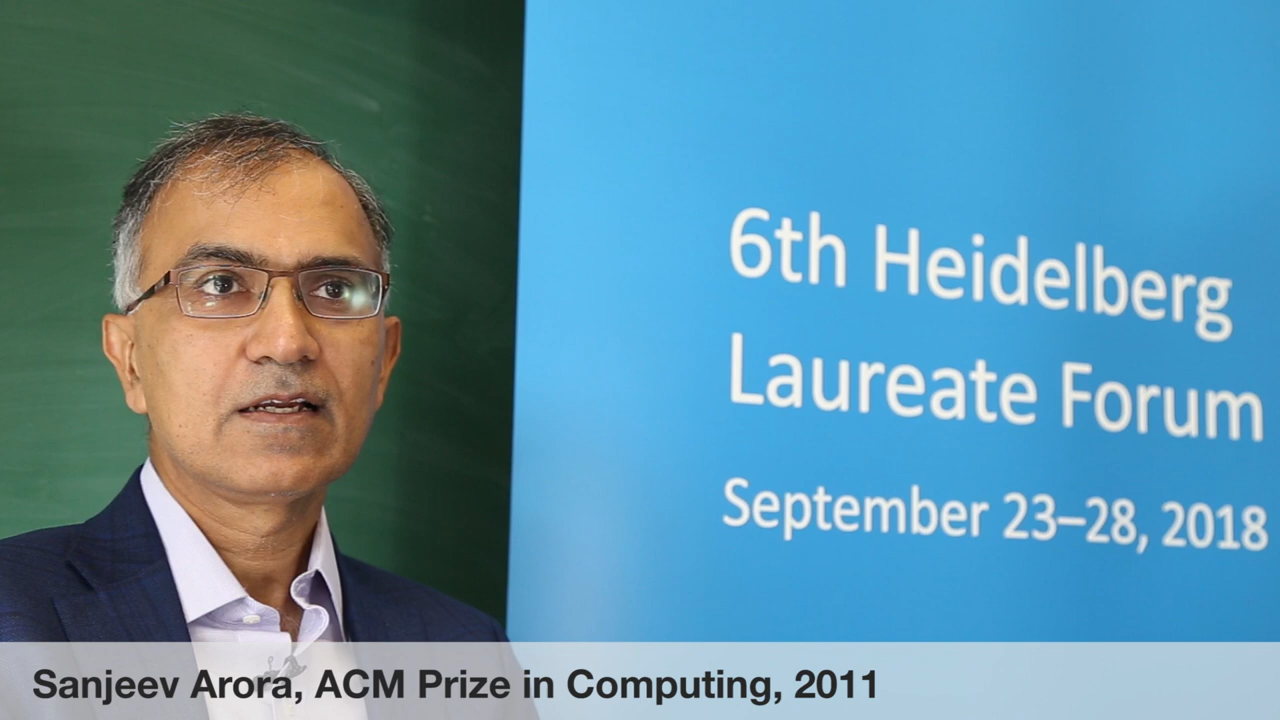 6th Heidelberg
Laureate Forum
September 23–28, 2018
Sanjeev Arora, ACM Prize in Computing, 2011